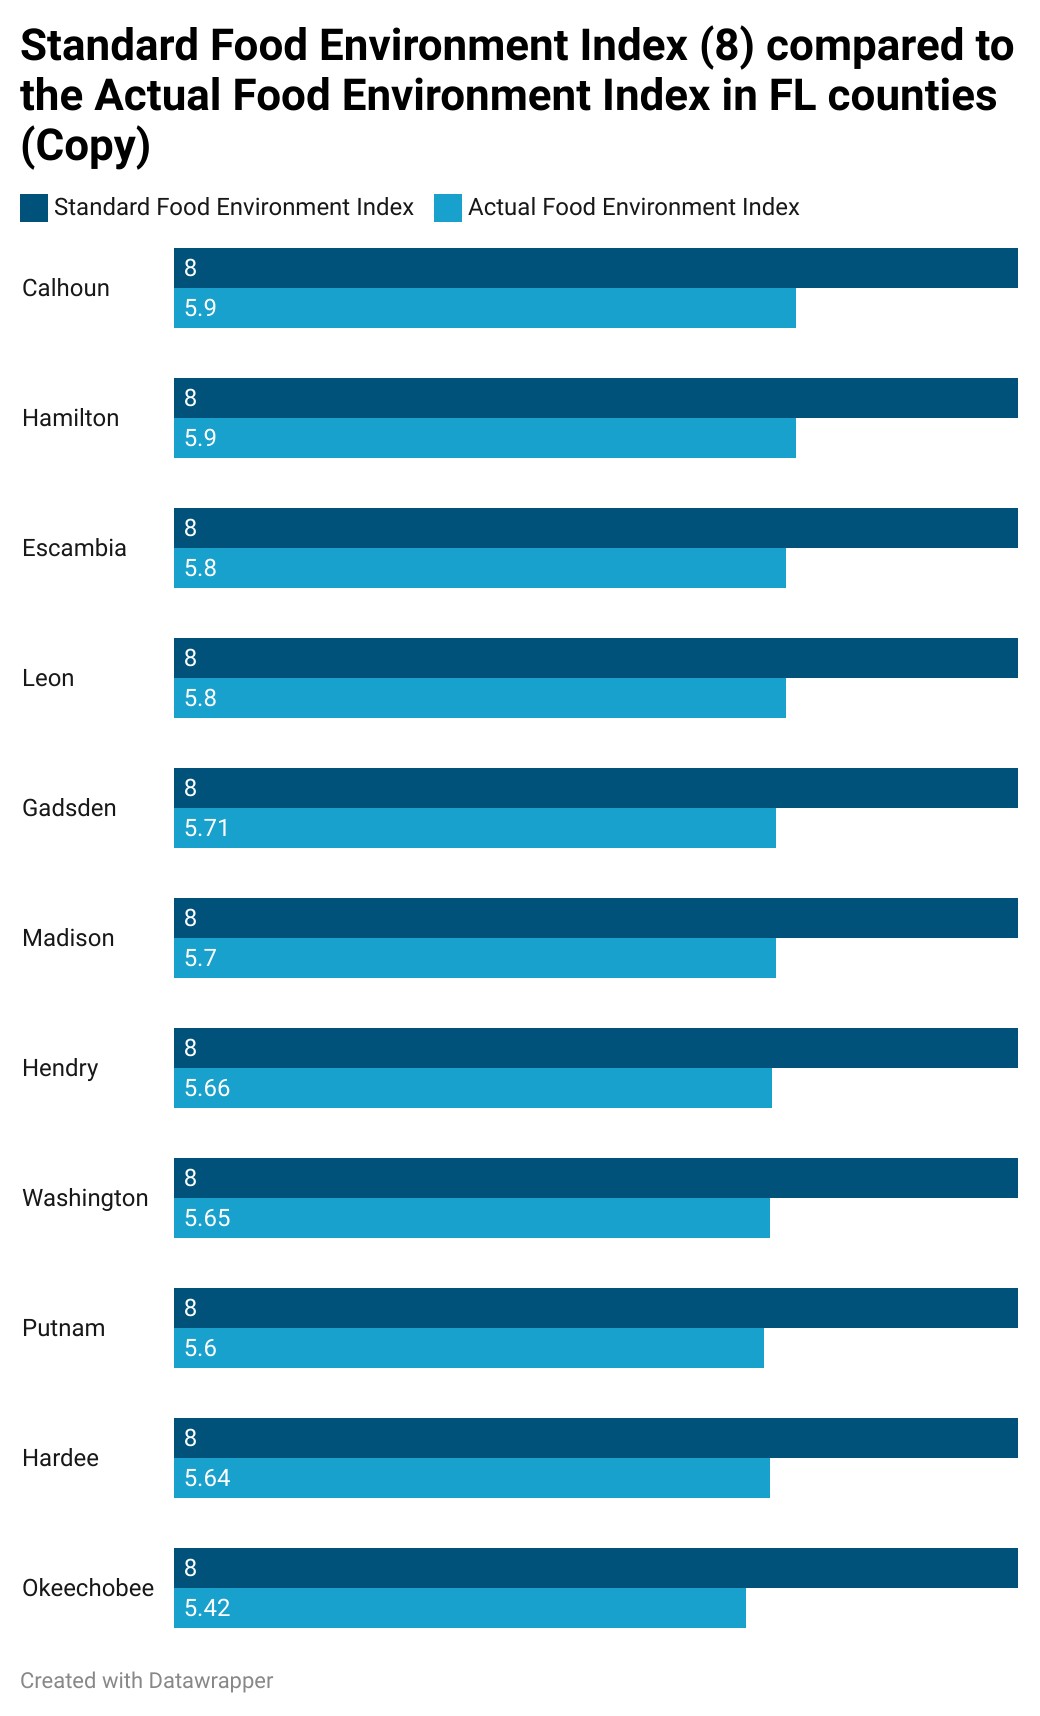 Standard Food Environment Index (8) compared to
the Actual Food Environment Index in FL counties
(Copy)
Standard Food Environment Index Actual Food Environment Index
Calhoun
8
5.9
Hamilton
8
5.9
Escambia
8
5.8
Leon
8
5.8
Gadsden
8
5.71
Madison
8
5.7
Hendry
8
5.66
Washington
8
5.65
Putnam
8
5.6
Hardee
8
5.64
Okeechobee
8
5.42
Created with Datawrapper